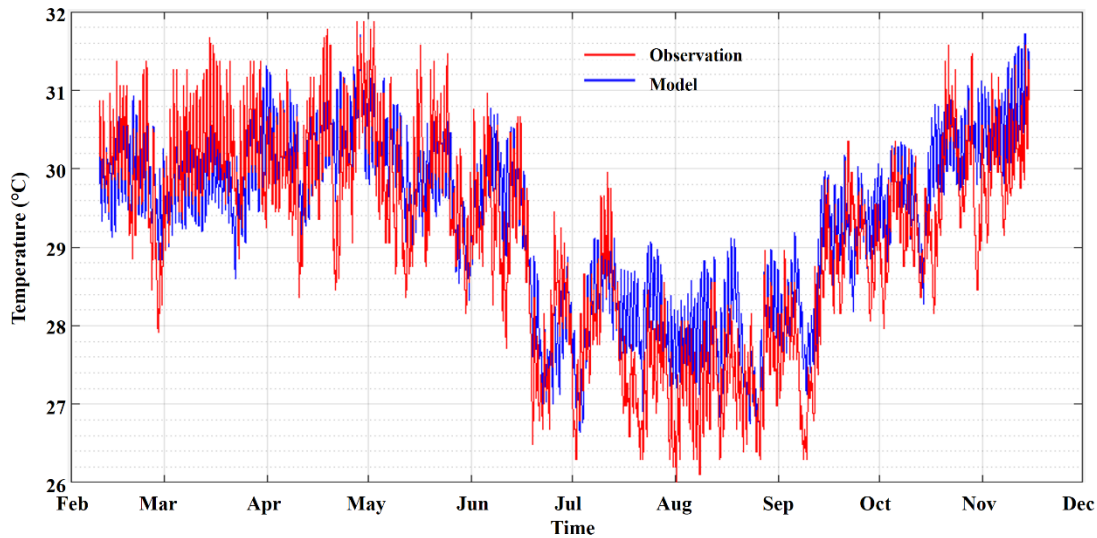 32
31
30
29
28
27
26
Temperature (°C)
Observation
Model
Feb Mar Apr May Jun Jul Aug Sep Oct Nov Dec
Time